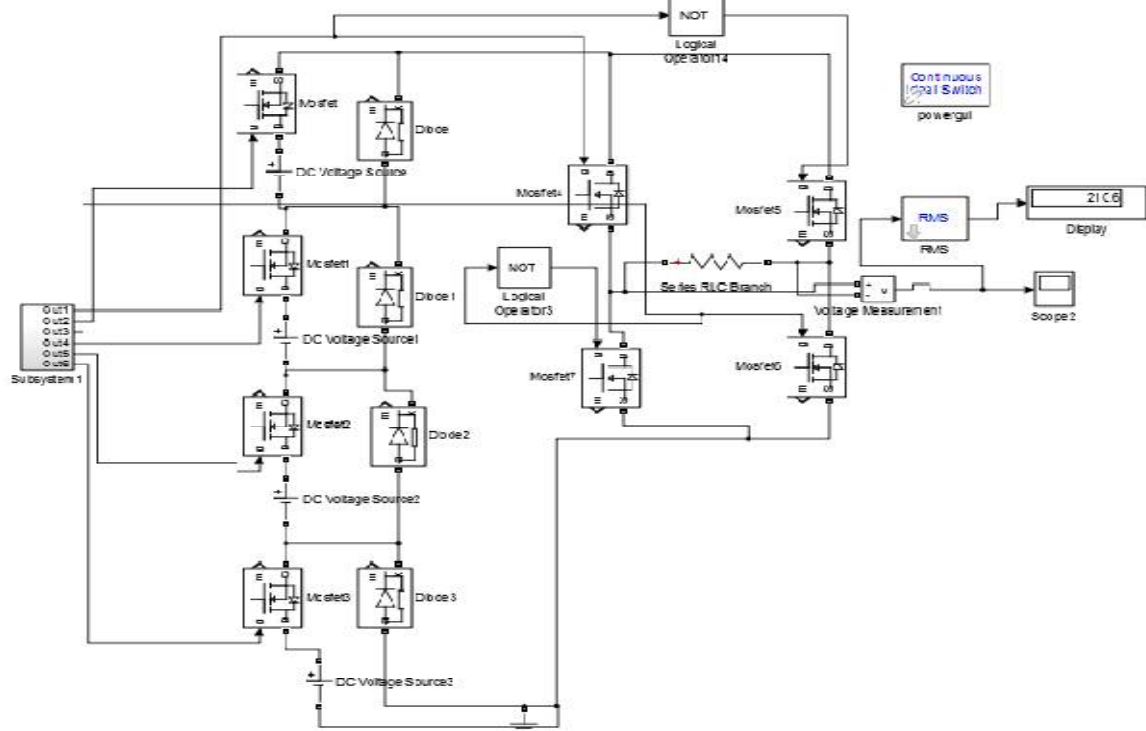 NOT
Logical
Operator14
Continuous
Ideal Switch
powergui
Mosfet
Diode
DC Voltage Source
Mosfet4
Mosfet5
RMS
RMS
Display
Mosfet1
Diode1
NOT
Logical
Operator3
Series RLC Branch
Voltage Measurement
Scope2
Out1
Out2
Out3
Out4
Out5
Out6
Subsystem1
DC Voltage Source1
Mosfet7
Mosfet6
Mosfet2
Diode2
DC Voltage Source2
Mosfet3
Diode3
DC Voltage Source3